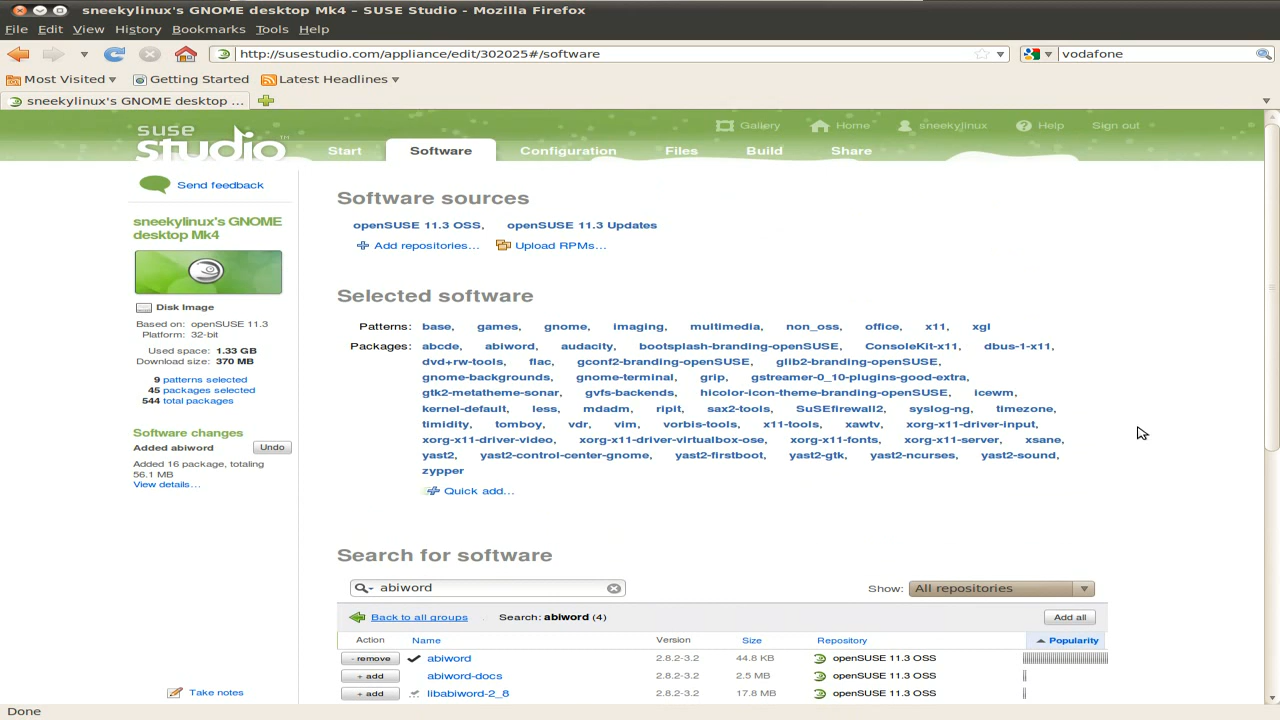 sneekylinux's GNOME desktop Mk4 – SUSE Studio - Mozilla Firefox
File Edit View History Bookmarks Tools Help
http://susestudio.com/appliance/edit/302025#/software
vodafone
Most Visited Getting Started Latest Headlines
sneekylinux's GNOME desktop ...
suse studio™
Gallery Home sneekylinux Help Sign out
Start Software Configuration Files Build Share
Send feedback
sneekylinux's GNOME
desktop Mk4
Disk Image
Based on: openSUSE 11.3
Platform: 32-bit
Used space: 1.33 GB
Download size: 370 MB
9 patterns selected
45 packages selected
544 total packages
Software changes
Added abiword Undo
Added 16 package, totaling
56.1 MB
View details...
Take notes
Software sources
openSUSE 11.3 OSS, openSUSE 11.3 Updates
Add repositories... Upload RPMs...
Selected software
Patterns: base, games, gnome, imaging, multimedia, non_oss, office, x11, xgl
Packages: abcde, abiword, audacity, bootsplash-branding-openSUSE, ConsoleKit-x11, dbus-1-x11,
dvd+rw-tools, flac, gconf2-branding-openSUSE, glib2-branding-openSUSE,
gnome-backgrounds, gnome-terminal, grip, gstreamer-0_10-plugins-good-extra,
gtk2-metatheme-sonar, gvfs-backends, hicolor-icon-theme-branding-openSUSE, icewm,
kernel-default, less, mdadm, ripit, sax2-tools, SuSEfirewall2, syslog-ng, timezone,
timidity, tomboy, vdr, vim, vorbis-tools, x11-tools, xawtv, xorg-x11-driver-input,
xorg-x11-driver-video, xorg-x11-driver-virtualbox-ose, xorg-x11-fonts, xorg-x11-server, xsane,
yast2, yast2-control-center-gnome, yast2-firstboot, yast2-gtk, yast2-ncurses, yast2-sound,
zypper
Quick add...
Search for software
abiword Show: All repositories
Back to all groups Search: abiword (4) Add all
Action Name Version Size Repository Popularity
- remove abiword 2.8.2-3.2 44.8 KB openSUSE 11.3 OSS
+ add abiword-docs 2.8.2-3.2 2.5 MB openSUSE 11.3 OSS
+ add libabiword-2_8 2.8.2-3.2 17.8 MB openSUSE 11.3 OSS
Done